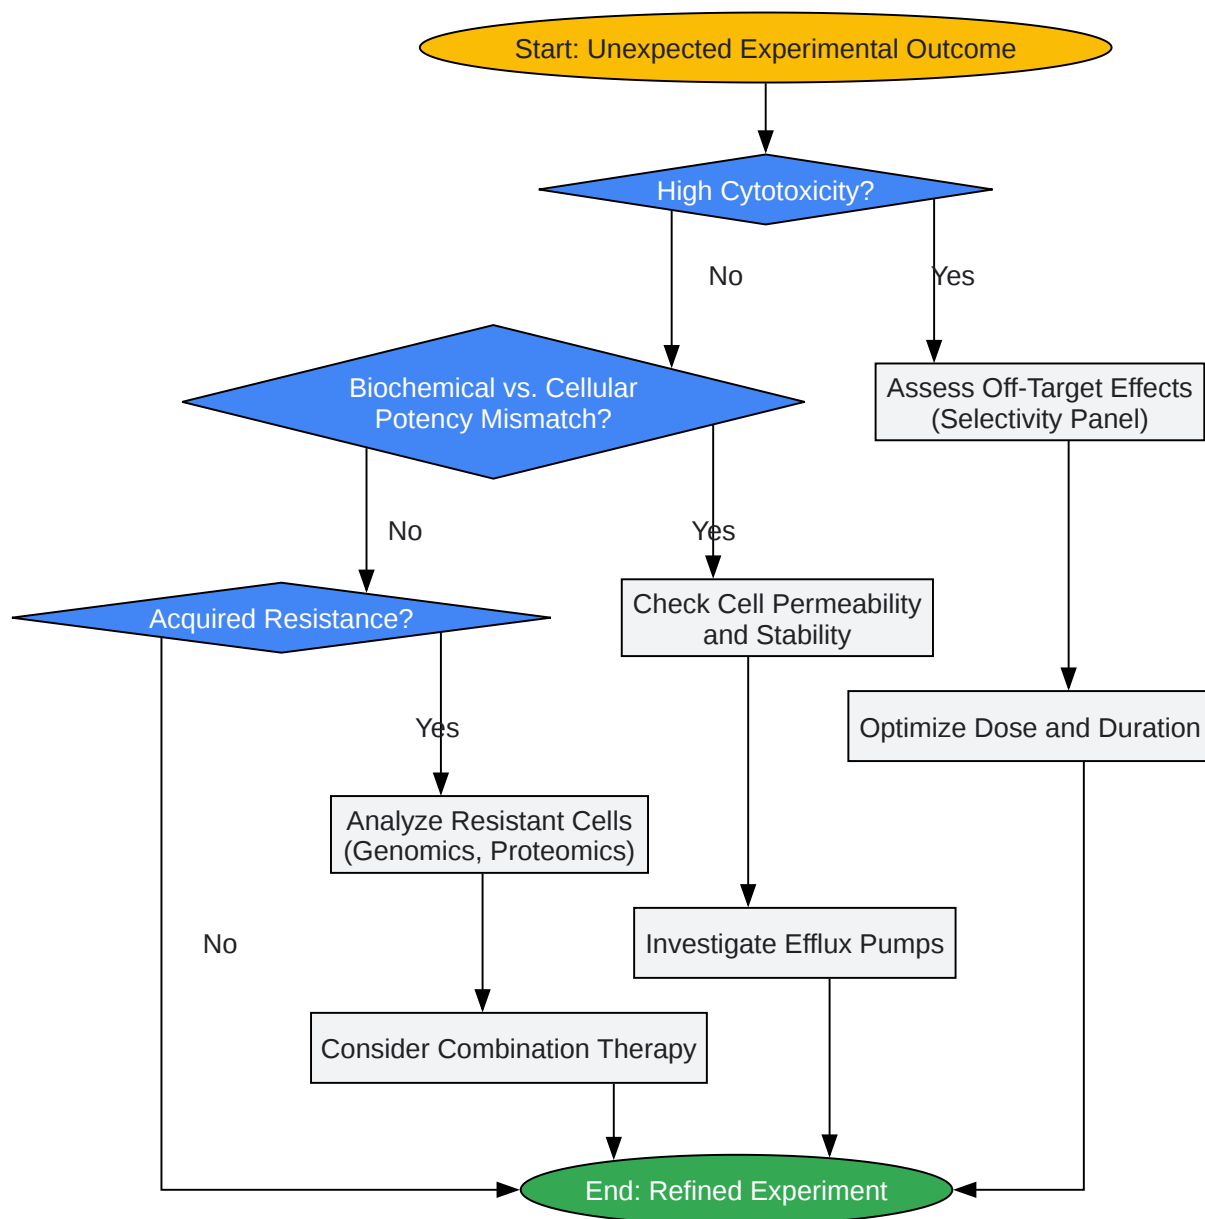 Start: Unexpected Experimental Outcome
High Cytotoxicity?
No
Yes
Biochemical vs. Cellular
Potency Mismatch?
Assess Off-Target Effects
(Selectivity Panel)
No
Yes
Acquired Resistance?
Check Cell Permeability
and Stability
Yes
Optimize Dose and Duration
Analyze Resistant Cells
(Genomics, Proteomics)
No
Investigate Efflux Pumps
Consider Combination Therapy
End: Refined Experiment